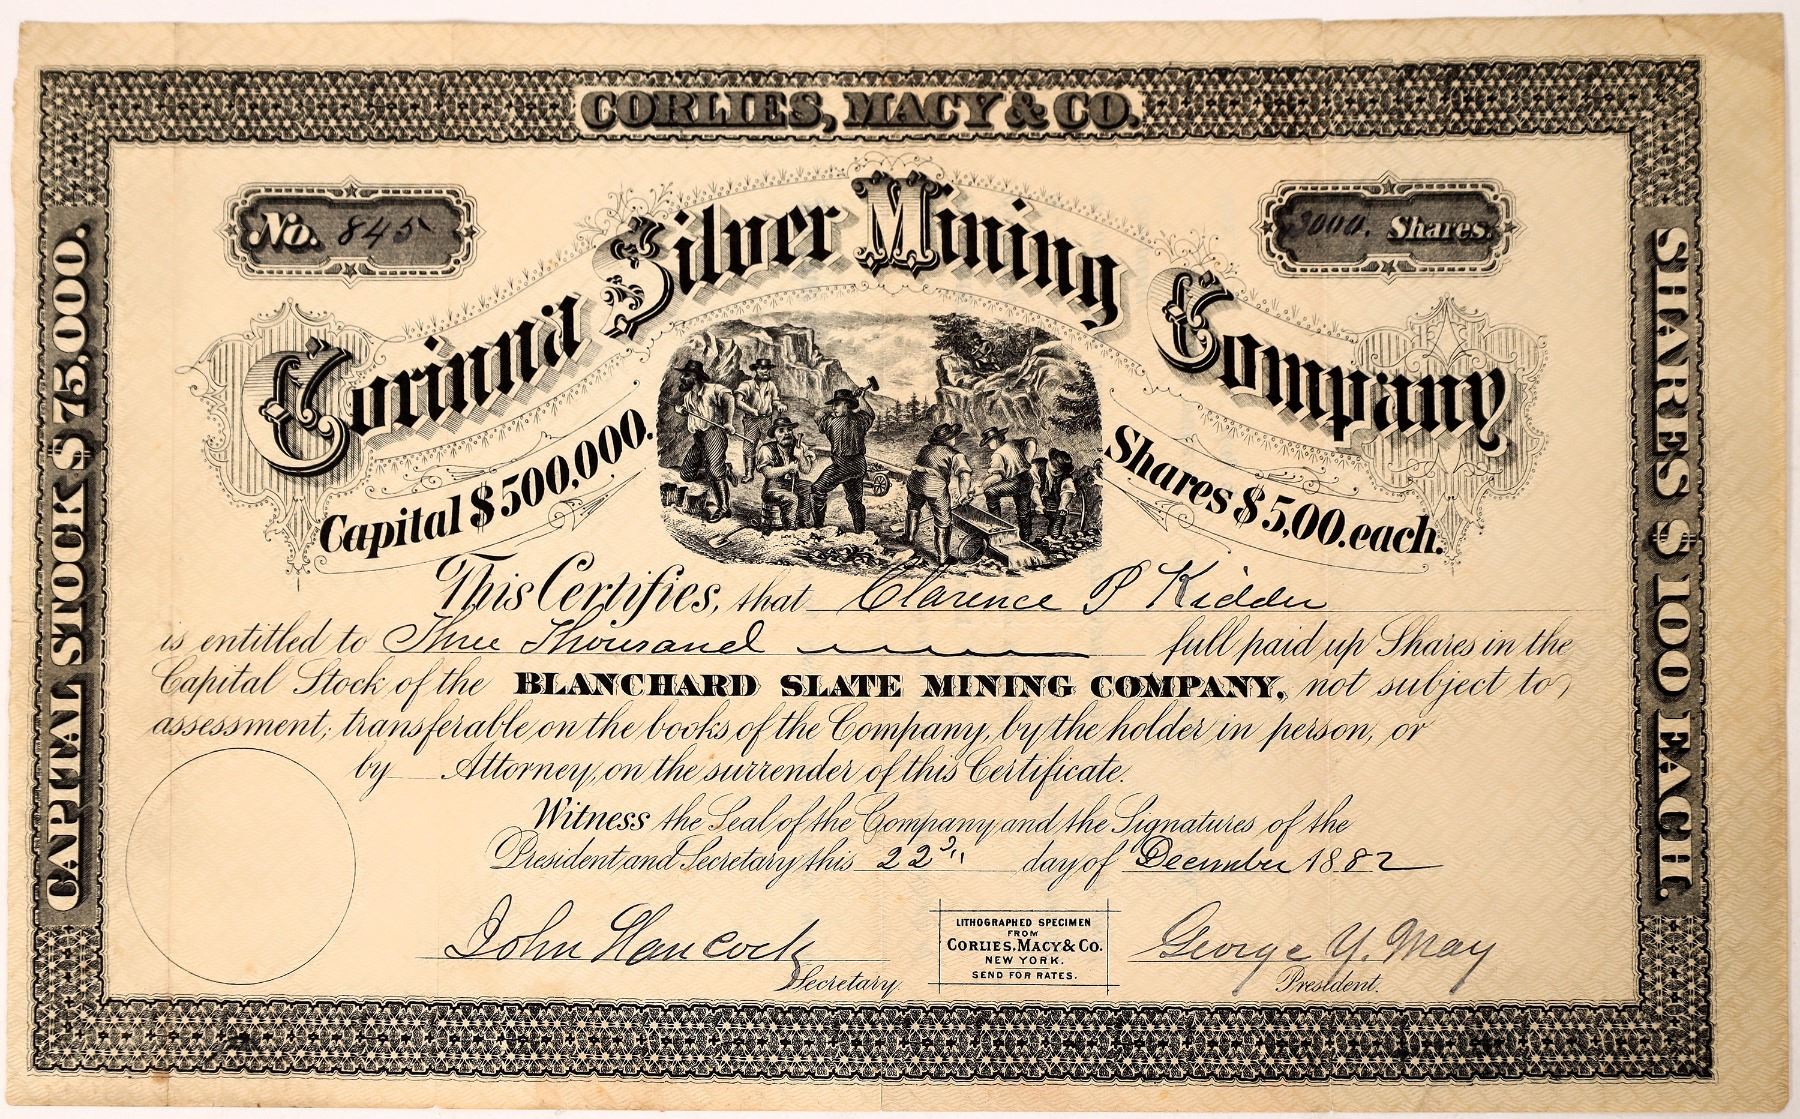 CORLIES, MACY & CO.
No. 845
3000. Shares.
Corinna Silver Mining Company
Capital $500,000.
Shares $5,00. each.
CAPITAL STOCK $75,000.
SHARES $100 EACH.
This Certifies, that Clarence P Kidder
is entitled to Three Thousand full paid up Shares in the
Capital Stock of the BLANCHARD SLATE MINING COMPANY, not subject to
assessment; transferable on the books of the Company, by the holder in person, or
by Attorney, on the surrender of this Certificate.
Witness the Seal of the Company and the Signatures of the
President and Secretary this 22d day of December 1882
John Hancock
Secretary.
LITHOGRAPHED SPECIMEN
FROM
CORLIES, MACY & CO.
NEW YORK.
SEND FOR RATES.
George Y. May
President.